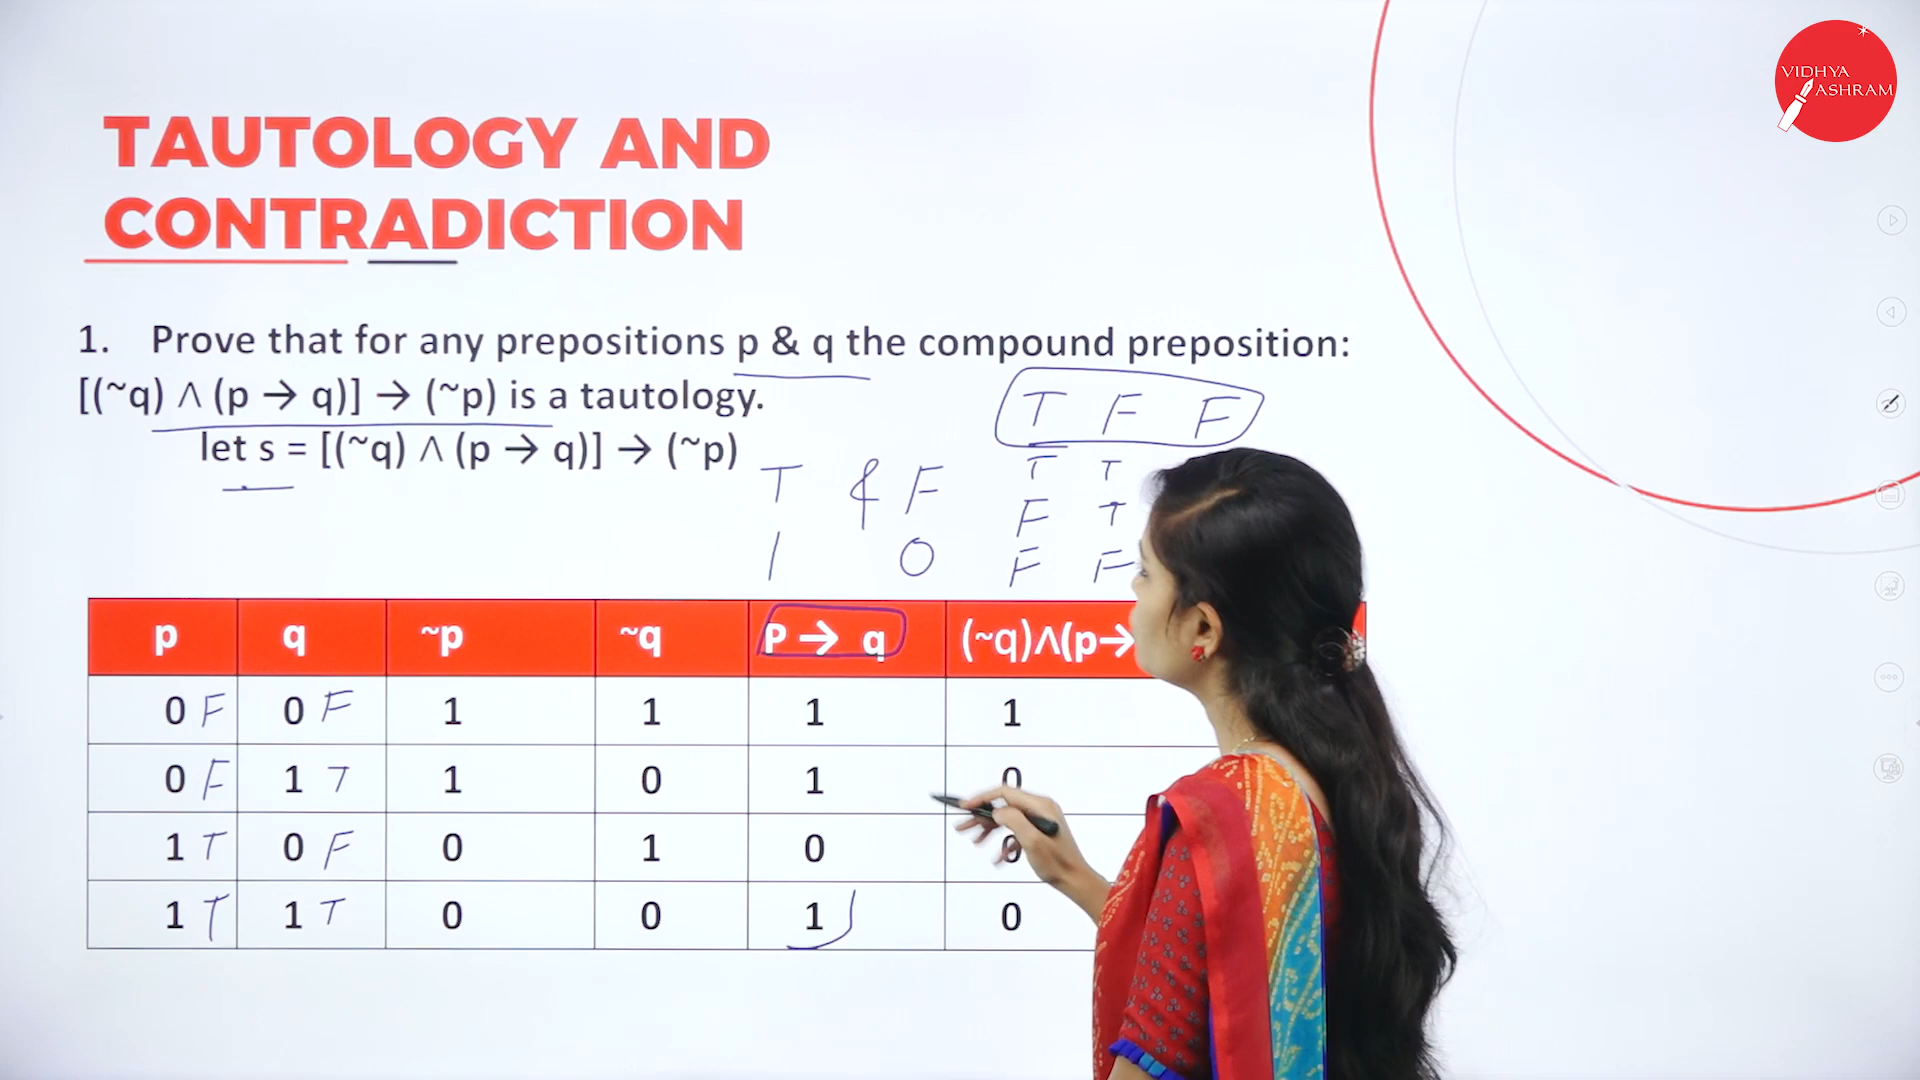 VIDHYA
ASHRAM
TAUTOLOGY AND
CONTRADICTION
1. Prove that for any prepositions p & q the compound preposition:
[(~q) ∧ (p → q)] → (~p) is a tautology.
let s = [(~q) ∧ (p → q)] → (~p)
T F F
T & F T T
F T
1 0 F F
p q ~p ~q P → q (~q)∧(p→
0 F 0 F 1 1 1 1
0 F 1 T 1 0 1 0
1 T 0 F 0 1 0 0
1 T 1 T 0 0 1 0